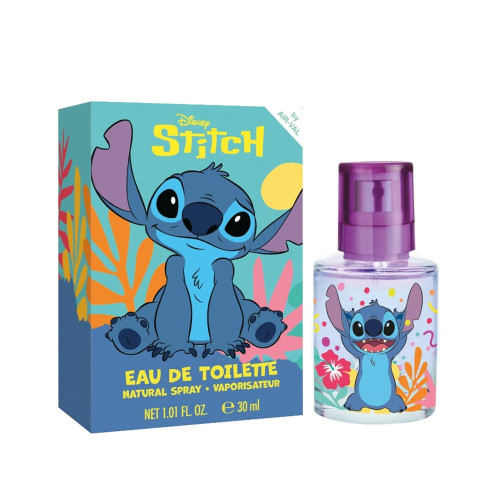 Disney
STITCH
by
AIR-VAL
EAU DE TOILETTE
NATURAL SPRAY • VAPORISATEUR
NET 1.01 FL. OZ. ℮ 30 ml